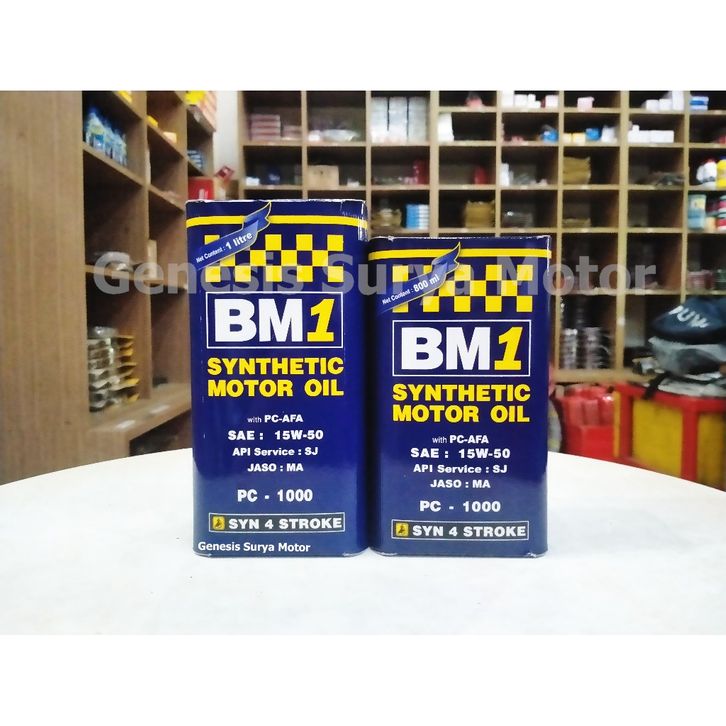 Genesis Surya Motor
Net Content : 1 litre
BM1
SYNTHETIC
MOTOR OIL
with PC-AFA
SAE : 15W-50
API Service : SJ
JASO : MA
PC - 1000
SYN 4 STROKE
Genesis Surya Motor
Net Content : 800 ml
BM1
SYNTHETIC
MOTOR OIL
with PC-AFA
SAE : 15W-50
API Service : SJ
JASO : MA
PC - 1000
SYN 4 STROKE